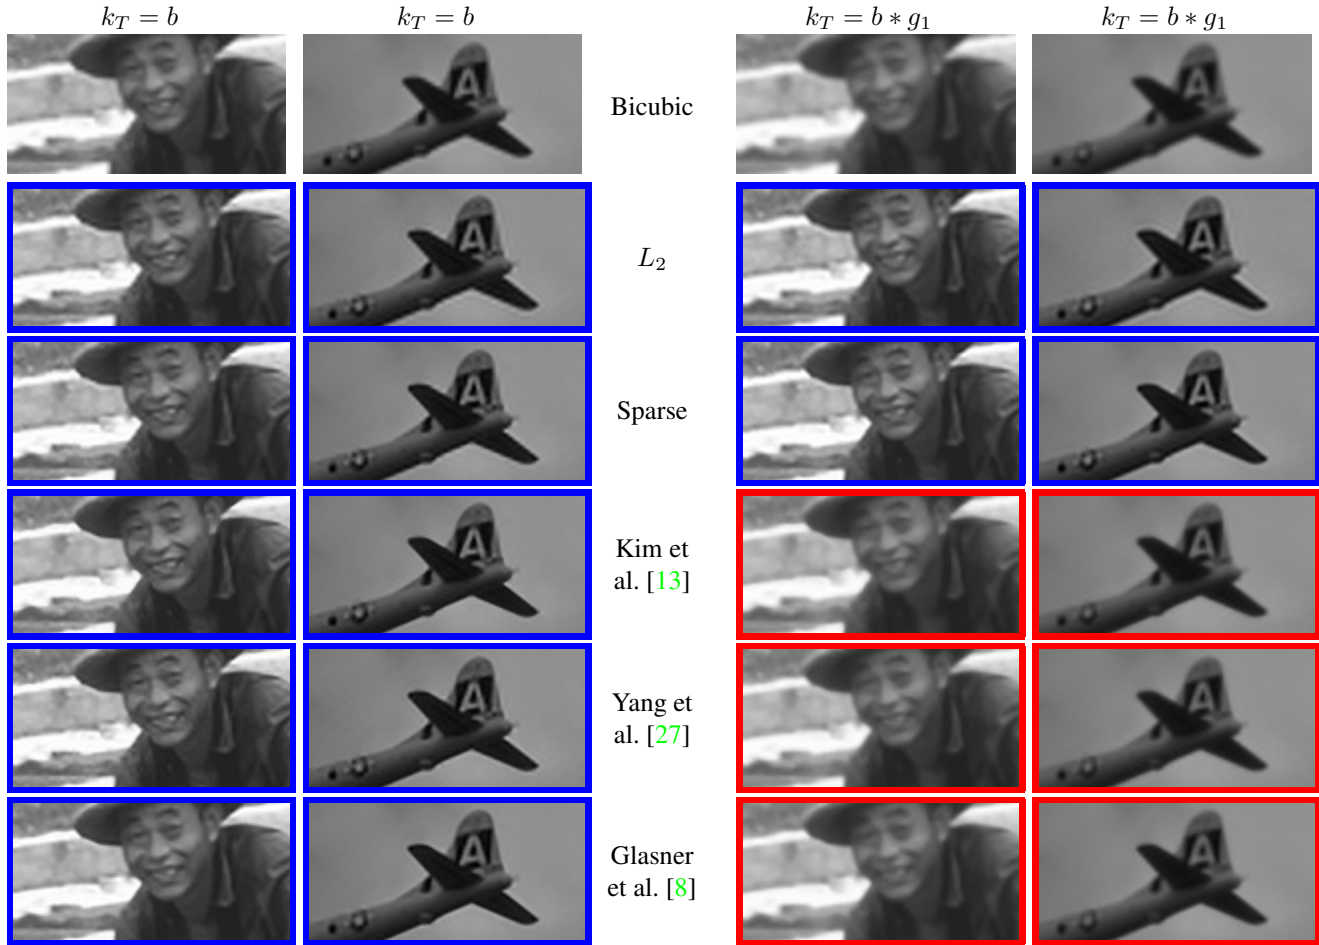 k_T = b
k_T = b
k_T = b * g_1
k_T = b * g_1
Bicubic
A
A
L_2
A
A
Sparse
A
A
Kim et
al. [13]
A
A
Yang et
al. [27]
A
A
Glasner
et al. [8]
A
A